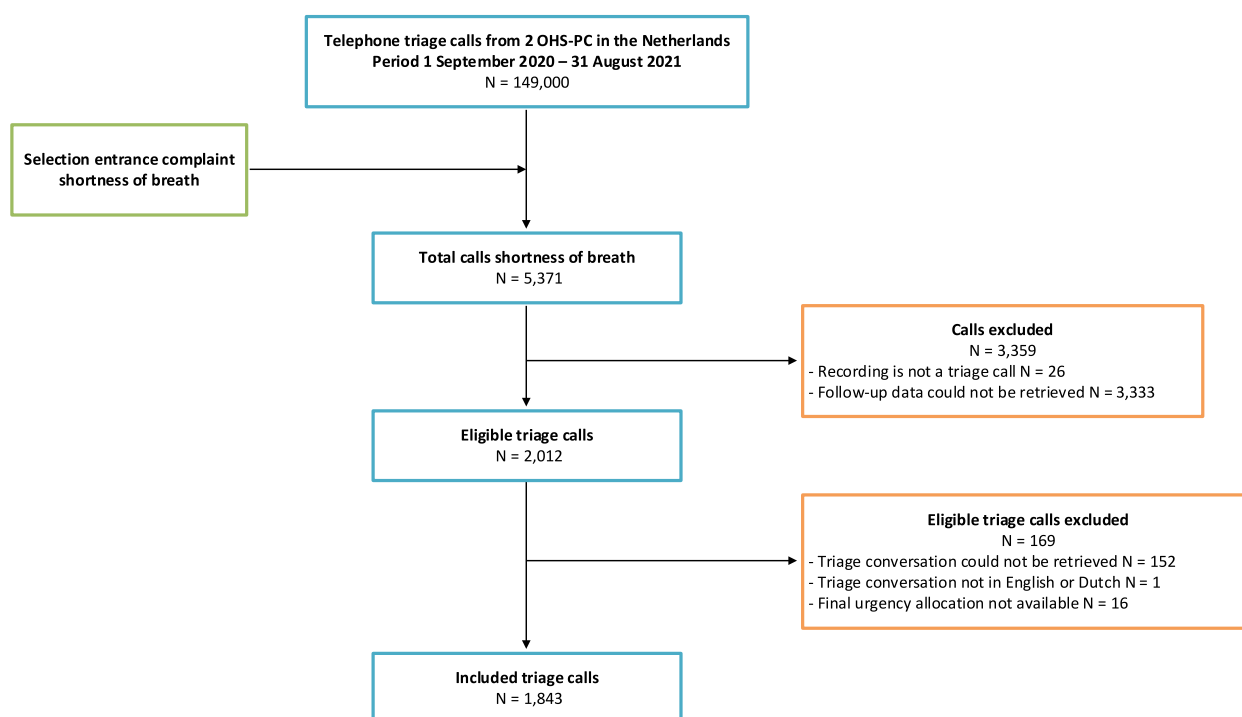 Telephone triage calls from 2 OHS-PC in the Netherlands
Period 1 September 2020 – 31 August 2021
N = 149,000
Selection entrance complaint
shortness of breath
Total calls shortness of breath
N = 5,371
Calls excluded
N = 3,359
- Recording is not a triage call N = 26
- Follow-up data could not be retrieved N = 3,333
Eligible triage calls
N = 2,012
Eligible triage calls excluded
N = 169
- Triage conversation could not be retrieved N = 152
- Triage conversation not in English or Dutch N = 1
- Final urgency allocation not available N = 16
Included triage calls
N = 1,843